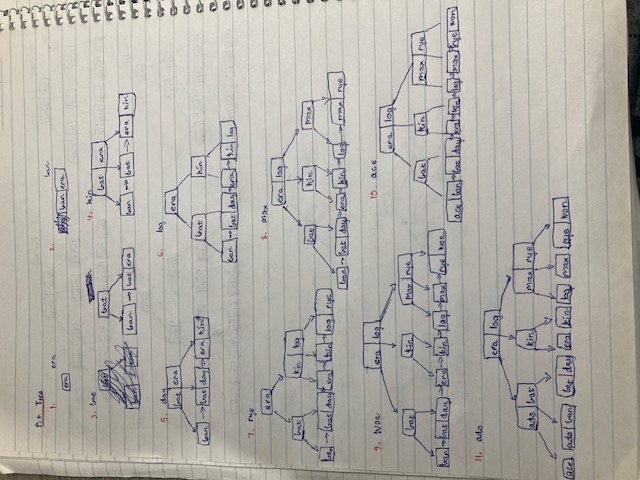 B+ Tree
1. era
era
2. ban
ban era
3. bat
bat
ban bat era
4. kin
bat era
ban bat era kin
5. day
bat era
ban bat day era kin
6. log
era
bat kin
ban bat day era kin log
7. rye
era
bat kin log
ban bat day era kin log rye
8. max
era log
bat kin max
ban bat day era kin log max rye
9. won
era log
bat kin max rye
ban bat day era kin log max rye won
10. ace
era log
bat kin max rye
ace ban bat day era kin log max rye won
11. ado
era log
ado bat kin max rye
ace ado ban bat day era kin log max rye won